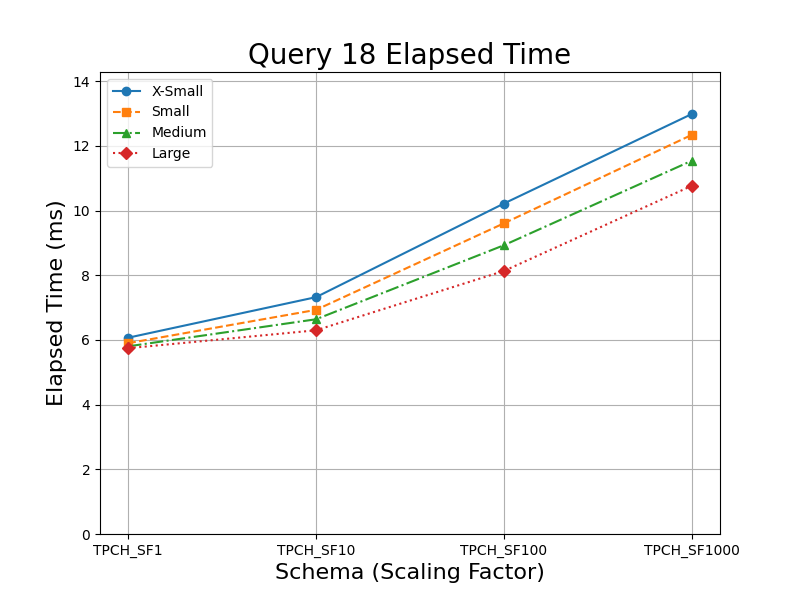 Query 18 Elapsed Time
X-Small
Small
Medium
Large
Elapsed Time (ms)
14
12
10
8
6
4
2
0
TPCH_SF1 TPCH_SF10 TPCH_SF100 TPCH_SF1000
Schema (Scaling Factor)